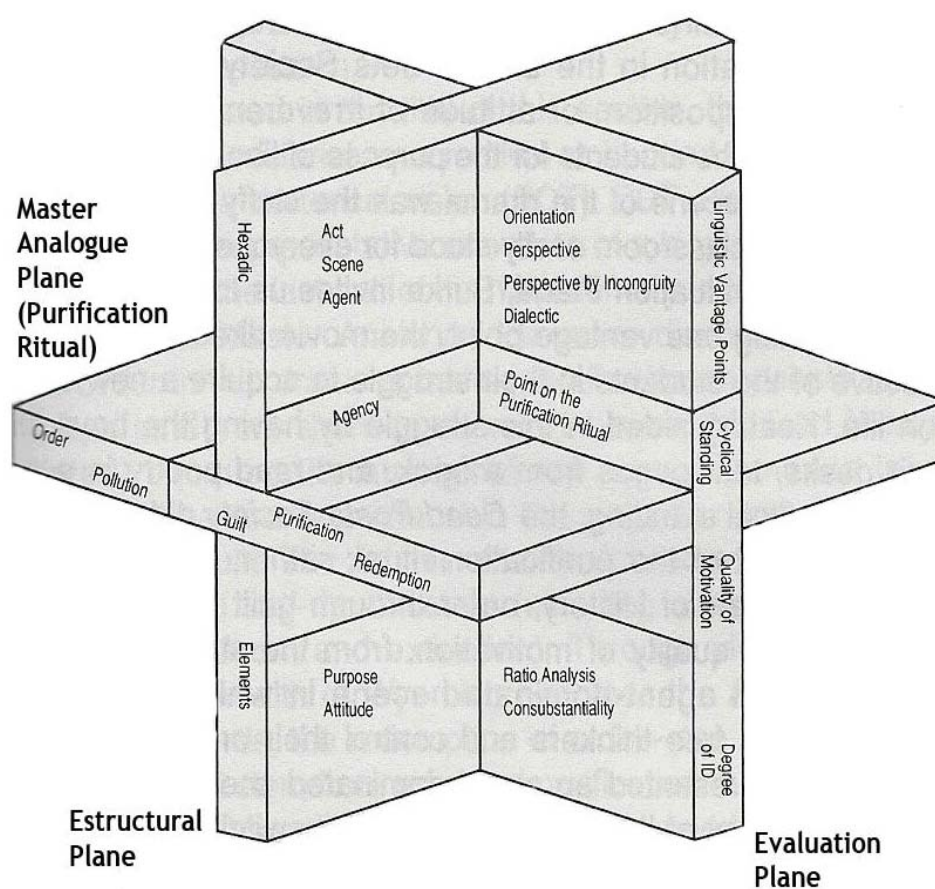 Master
Analogue
Plane
(Purification
Ritual)
Hexadic
Act
Scene
Agent
Orientation
Perspective
Perspective by Incongruity
Dialectic
Linguistic Vantage Points
Agency
Point on the
Purification Ritual
Cyclical
Standing
Order
Pollution
Guilt
Purification
Redemption
Quality of
Motivation
Elements
Purpose
Attitude
Ratio Analysis
Consubstantiality
Degree
of ID
Estructural
Plane
Evaluation
Plane